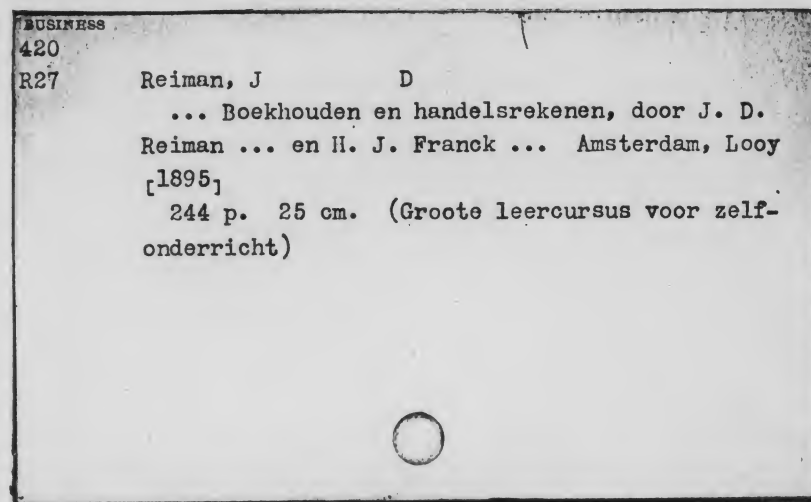 BUSINESS
420
R27 Reiman, J D
... Boekhouden en handelsrekenen, door J. D.
Reiman ... en H. J. Franck ... Amsterdam, Looy
[1895]
244 p. 25 cm. (Groote leercursus voor zelf-
onderricht)